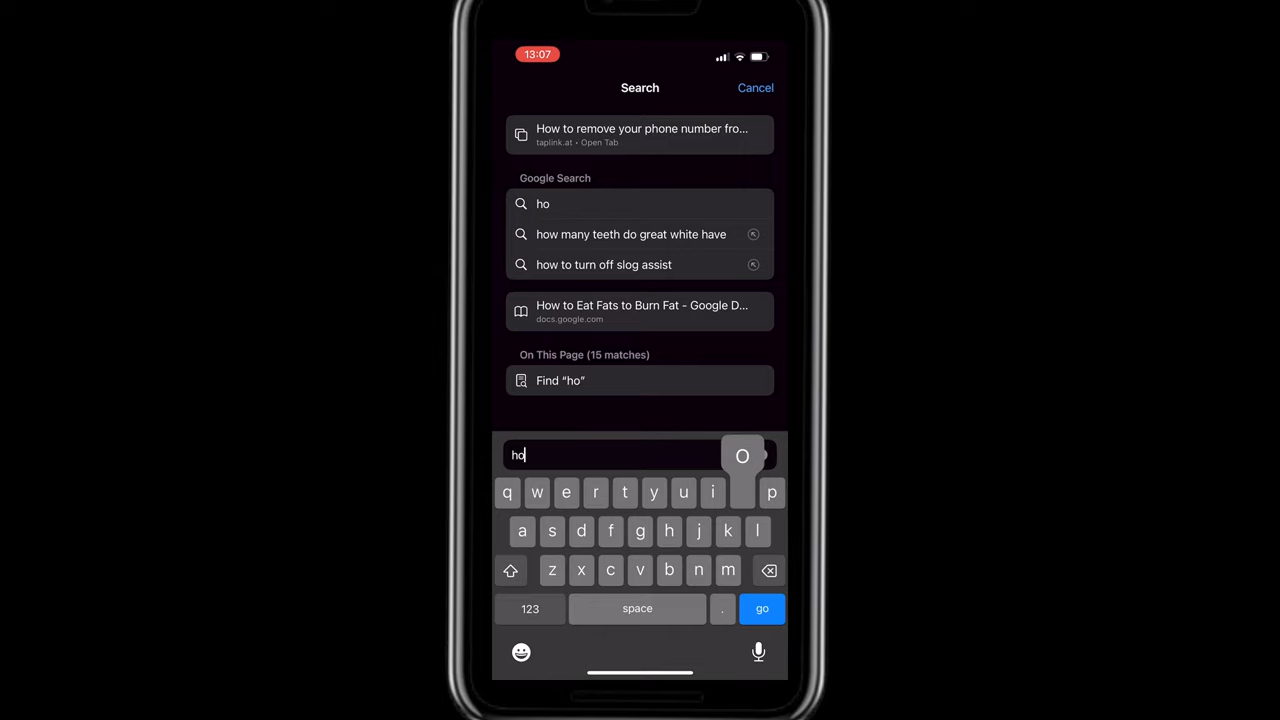 13:07
Search
Cancel
How to remove your phone number fro...
taplink.at • Open Tab
Google Search
ho
how many teeth do great white have
how to turn off slog assist
How to Eat Fats to Burn Fat - Google D...
docs.google.com
On This Page (15 matches)
Find “ho”
ho
O
q w e r t y u i p
a s d f g h j k l
z x c v b n m
123 space . go